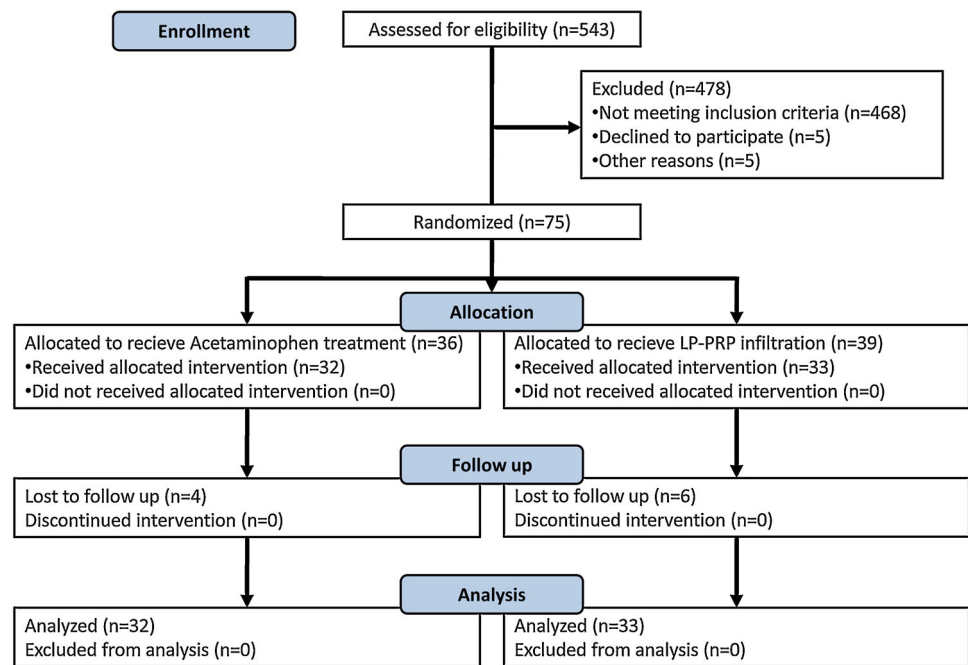 Enrollment
Assessed for eligibility (n=543)
Excluded (n=478)
•Not meeting inclusion criteria (n=468)
•Declined to participate (n=5)
•Other reasons (n=5)
Randomized (n=75)
Allocation
Allocated to recieve Acetaminophen treatment (n=36)
•Received allocated intervention (n=32)
•Did not received allocated intervention (n=0)
Allocated to recieve LP-PRP infiltration (n=39)
•Received allocated intervention (n=33)
•Did not received allocated intervention (n=0)
Follow up
Lost to follow up (n=4)
Discontinued intervention (n=0)
Lost to follow up (n=6)
Discontinued intervention (n=0)
Analysis
Analyzed (n=32)
Excluded from analysis (n=0)
Analyzed (n=33)
Excluded from analysis (n=0)